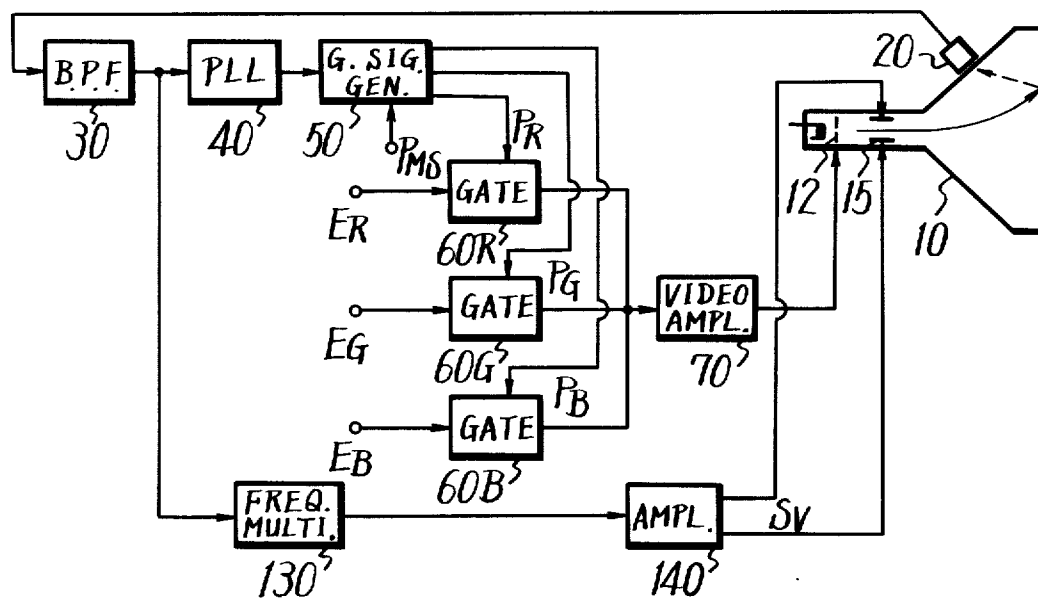 20
B.P.F.
30
PLL
40
G. SIG.
GEN.
50
PMS
PR
12
15
10
ER
GATE
60R
PG
EG
GATE
60G
VIDEO
AMPL.
70
PB
EB
GATE
60B
FREQ.
MULTI.
130
AMPL.
140
SV